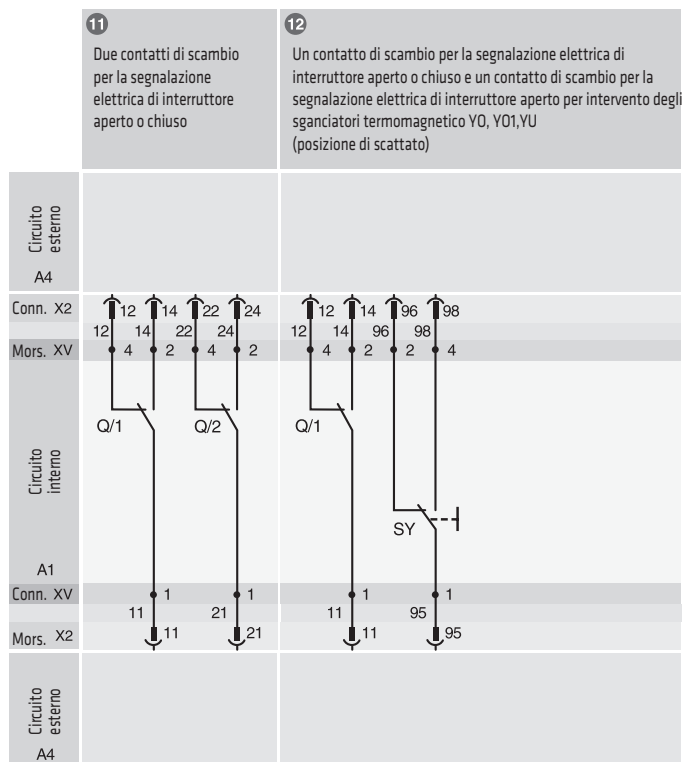 11
Due contatti di scambio
per la segnalazione
elettrica di interruttore
aperto o chiuso
12
Un contatto di scambio per la segnalazione elettrica di
interruttore aperto o chiuso e un contatto di scambio per la
segnalazione elettrica di interruttore aperto per intervento degli
sganciatori termomagnetico YO, YO1,YU
(posizione di scattato)
Circuito
esterno
A4
Conn. X2
12 14 22 24 12 14 96 98
12 14 22 24 12 14 96 98
Mors. XV
4 2 4 2 4 2 2 4
Q/1 Q/2 Q/1
Circuito
interno
SY
A1
Conn. XV
1 1 1 1
11 21 11 95
Mors. X2
11 21 11 95
Circuito
esterno
A4